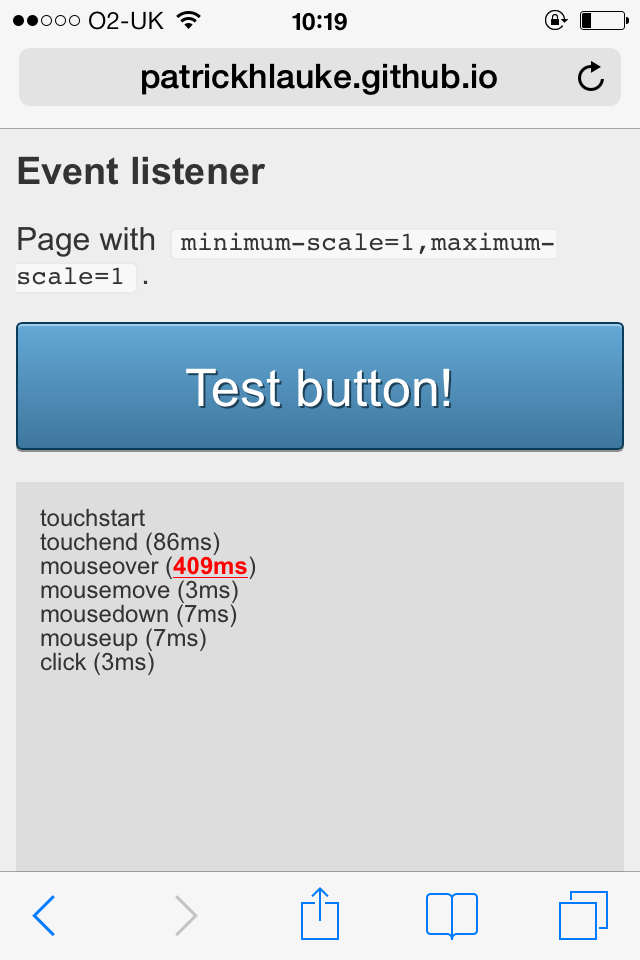 O2-UK 10:19
patrickhlauke.github.io
Event listener
Page with minimum-scale=1,maximum-
scale=1 .
Test button!
touchstart
touchend (86ms)
mouseover (409ms)
mousemove (3ms)
mousedown (7ms)
mouseup (7ms)
click (3ms)